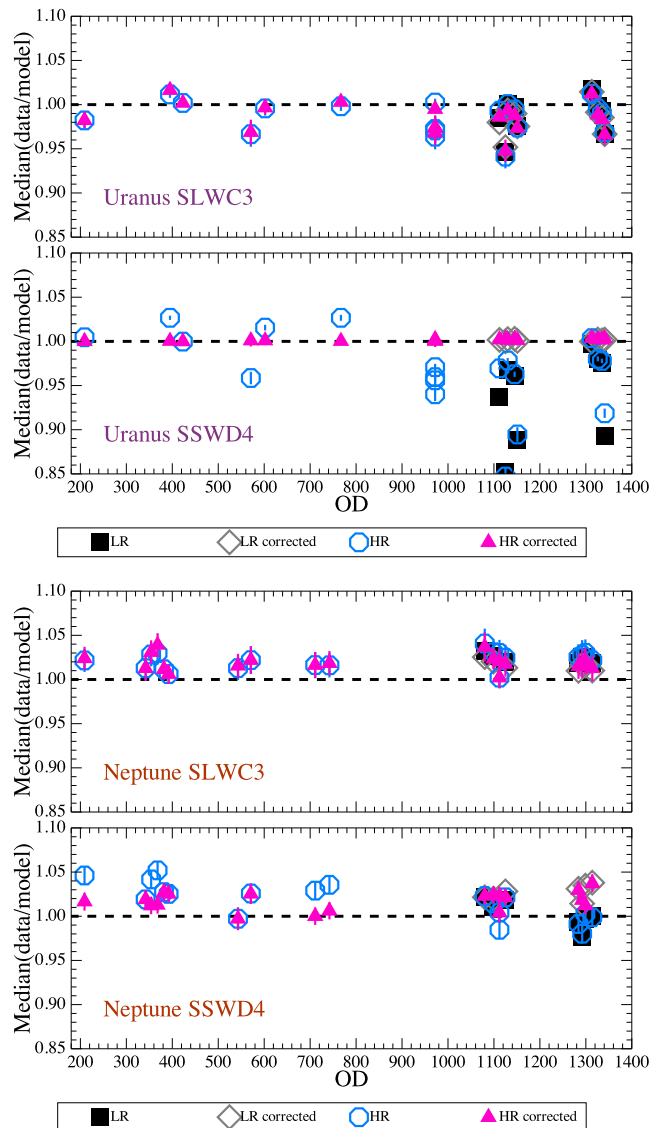 1.10
1.05
1.00
0.95
0.90
0.85
Median(data/model)
Uranus SLWC3
1.10
1.05
1.00
0.95
0.90
0.85
Median(data/model)
Uranus SSWD4
200 300 400 500 600 700 800 900 1000 1100 1200 1300 1400
OD
LR LR corrected HR HR corrected
1.10
1.05
1.00
0.95
0.90
0.85
Median(data/model)
Neptune SLWC3
1.10
1.05
1.00
0.95
0.90
0.85
Median(data/model)
Neptune SSWD4
200 300 400 500 600 700 800 900 1000 1100 1200 1300 1400
OD
LR LR corrected HR HR corrected